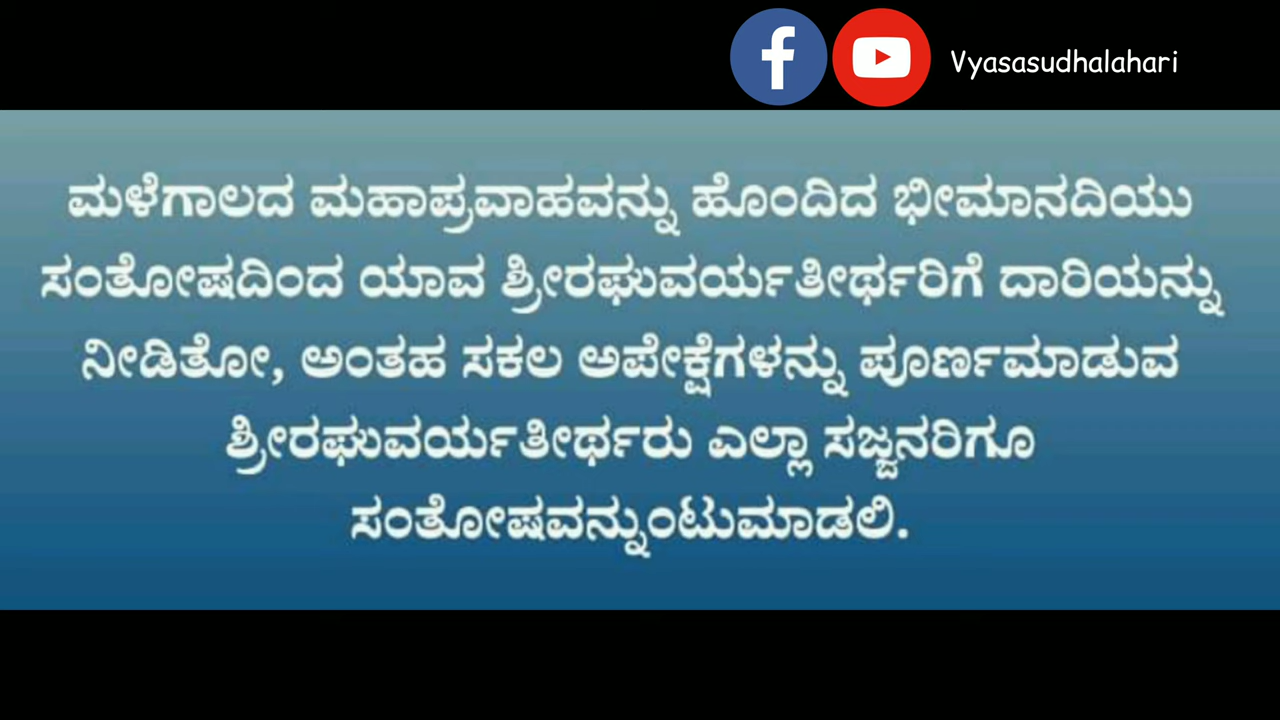 Vyasasudhalahari
ಮಳೆಗಾಲದ ಮಹಾಪ್ರವಾಹವನ್ನು ಹೊಂದಿದ ಭೀಮಾನದಿಯು
ಸಂತೋಷದಿಂದ ಯಾವ ಶ್ರೀರಘುವರ್ಯತೀರ್ಥರಿಗೆ ದಾರಿಯನ್ನು
ನೀಡಿತೋ, ಅಂತಹ ಸಕಲ ಅಪೇಕ್ಷೆಗಳನ್ನು ಪೂರ್ಣಮಾಡುವ
ಶ್ರೀರಘುವರ್ಯತೀರ್ಥರು ಎಲ್ಲಾ ಸಜ್ಜನರಿಗೂ
ಸಂತೋಷವನ್ನುಂಟುಮಾಡಲಿ.